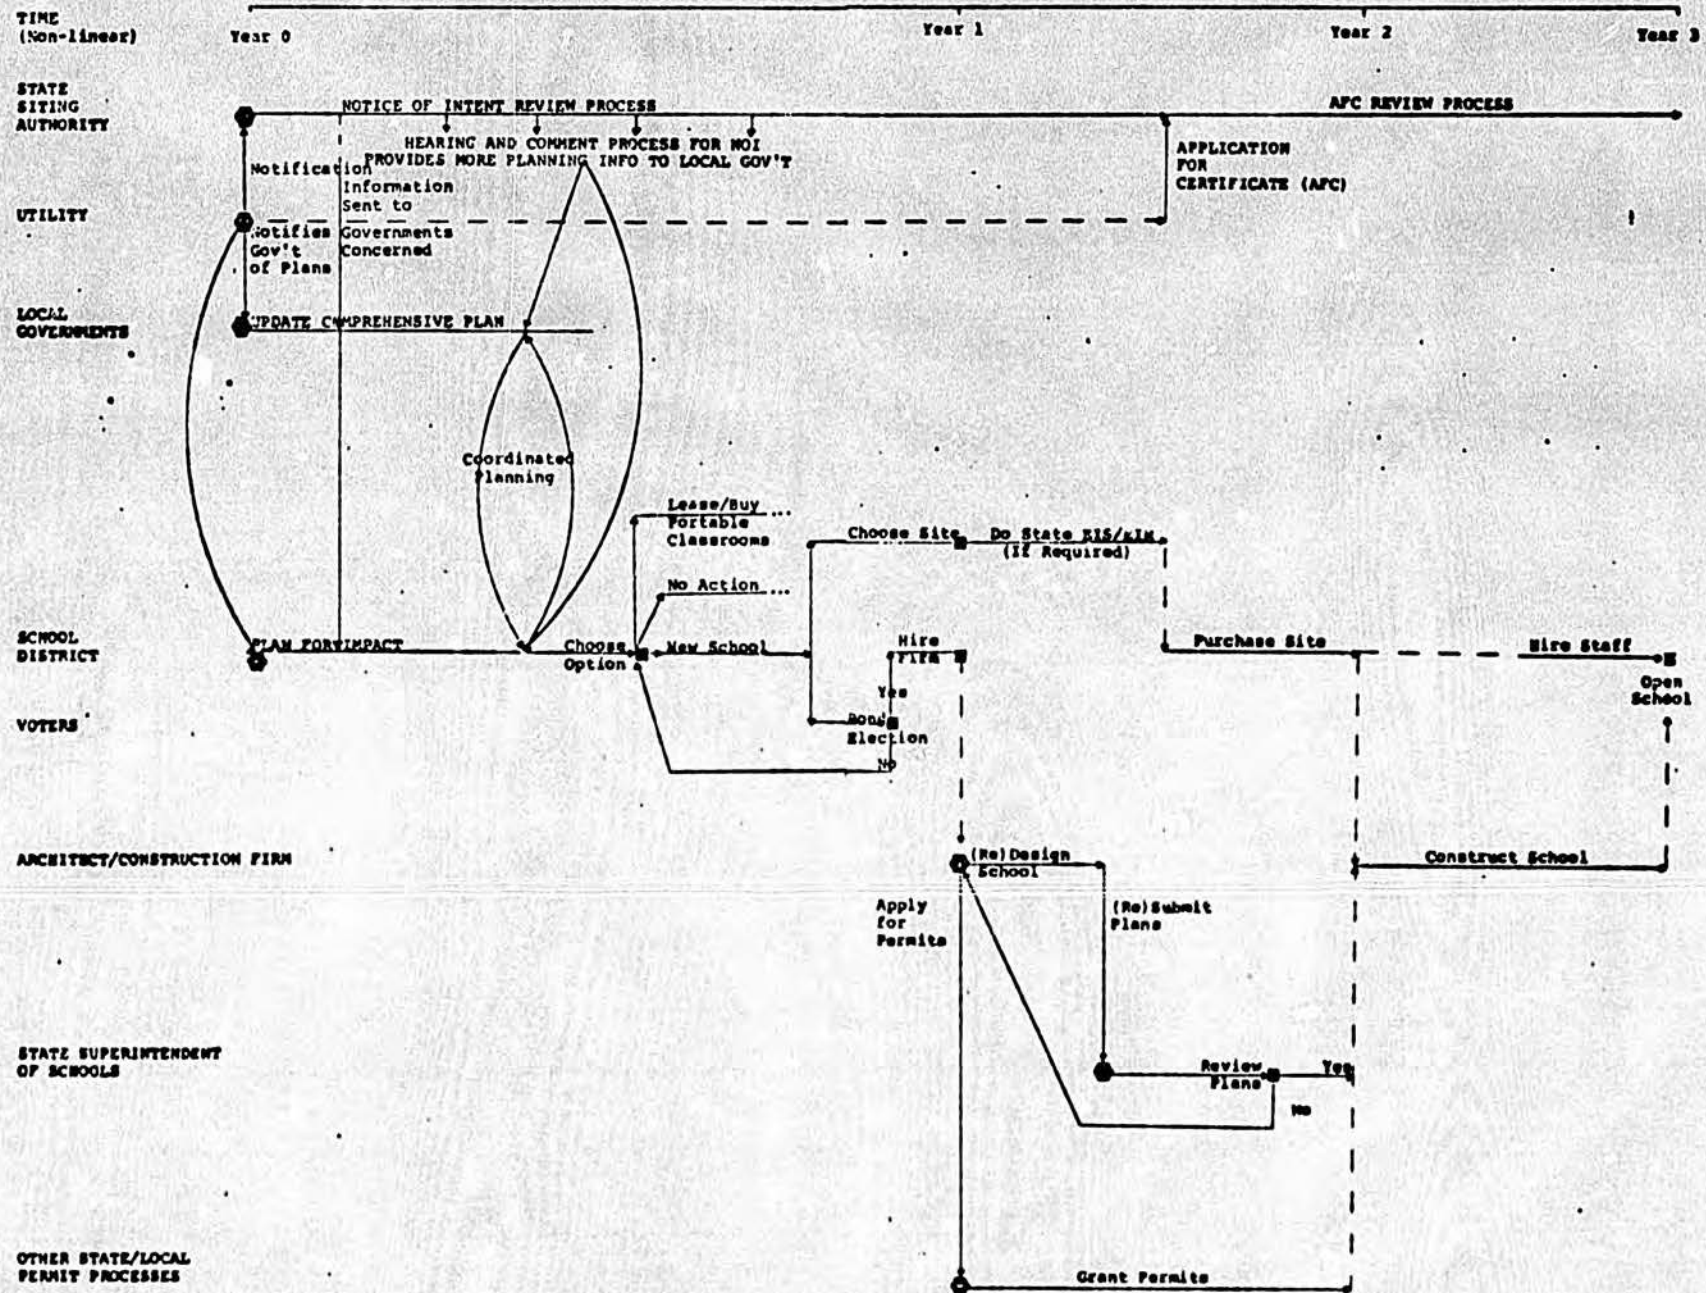 TIME
(Non-linear)
Year 0
Year 1
Year 2
Year 3
STATE
SITING
AUTHORITY
NOTICE OF INTENT REVIEW PROCESS
AFC REVIEW PROCESS
HEARING AND COMMENT PROCESS FOR NOI
PROVIDES MORE PLANNING INFO TO LOCAL GOV'T
APPLICATION
FOR
CERTIFICATE (AFC)
Notification
Information
Sent to
Governments
Concerned
UTILITY
Notifies
Gov't
of Plans
LOCAL
GOVERNMENTS
UPDATE COMPREHENSIVE PLAN
Coordinated
Planning
Lease/Buy
Portable
Classrooms
...
Choose Site
Do State EIS/
(If Required)
No Action ...
SCHOOL
DISTRICT
PLAN FOR IMPACT
Choose
Option
New School
Hire
Firm
Purchase Site
Hire Staff
Open
School
Yes
VOTERS
Bond
Election
No
ARCHITECT/CONSTRUCTION FIRM
(Re)Design
School
Construct School
Apply
for
Permits
(Re)Submit
Plans
STATE SUPERINTENDENT
OF SCHOOLS
Review
Plans
Yes
No
OTHER STATE/LOCAL
PERMIT PROCESSES
Grant Permits